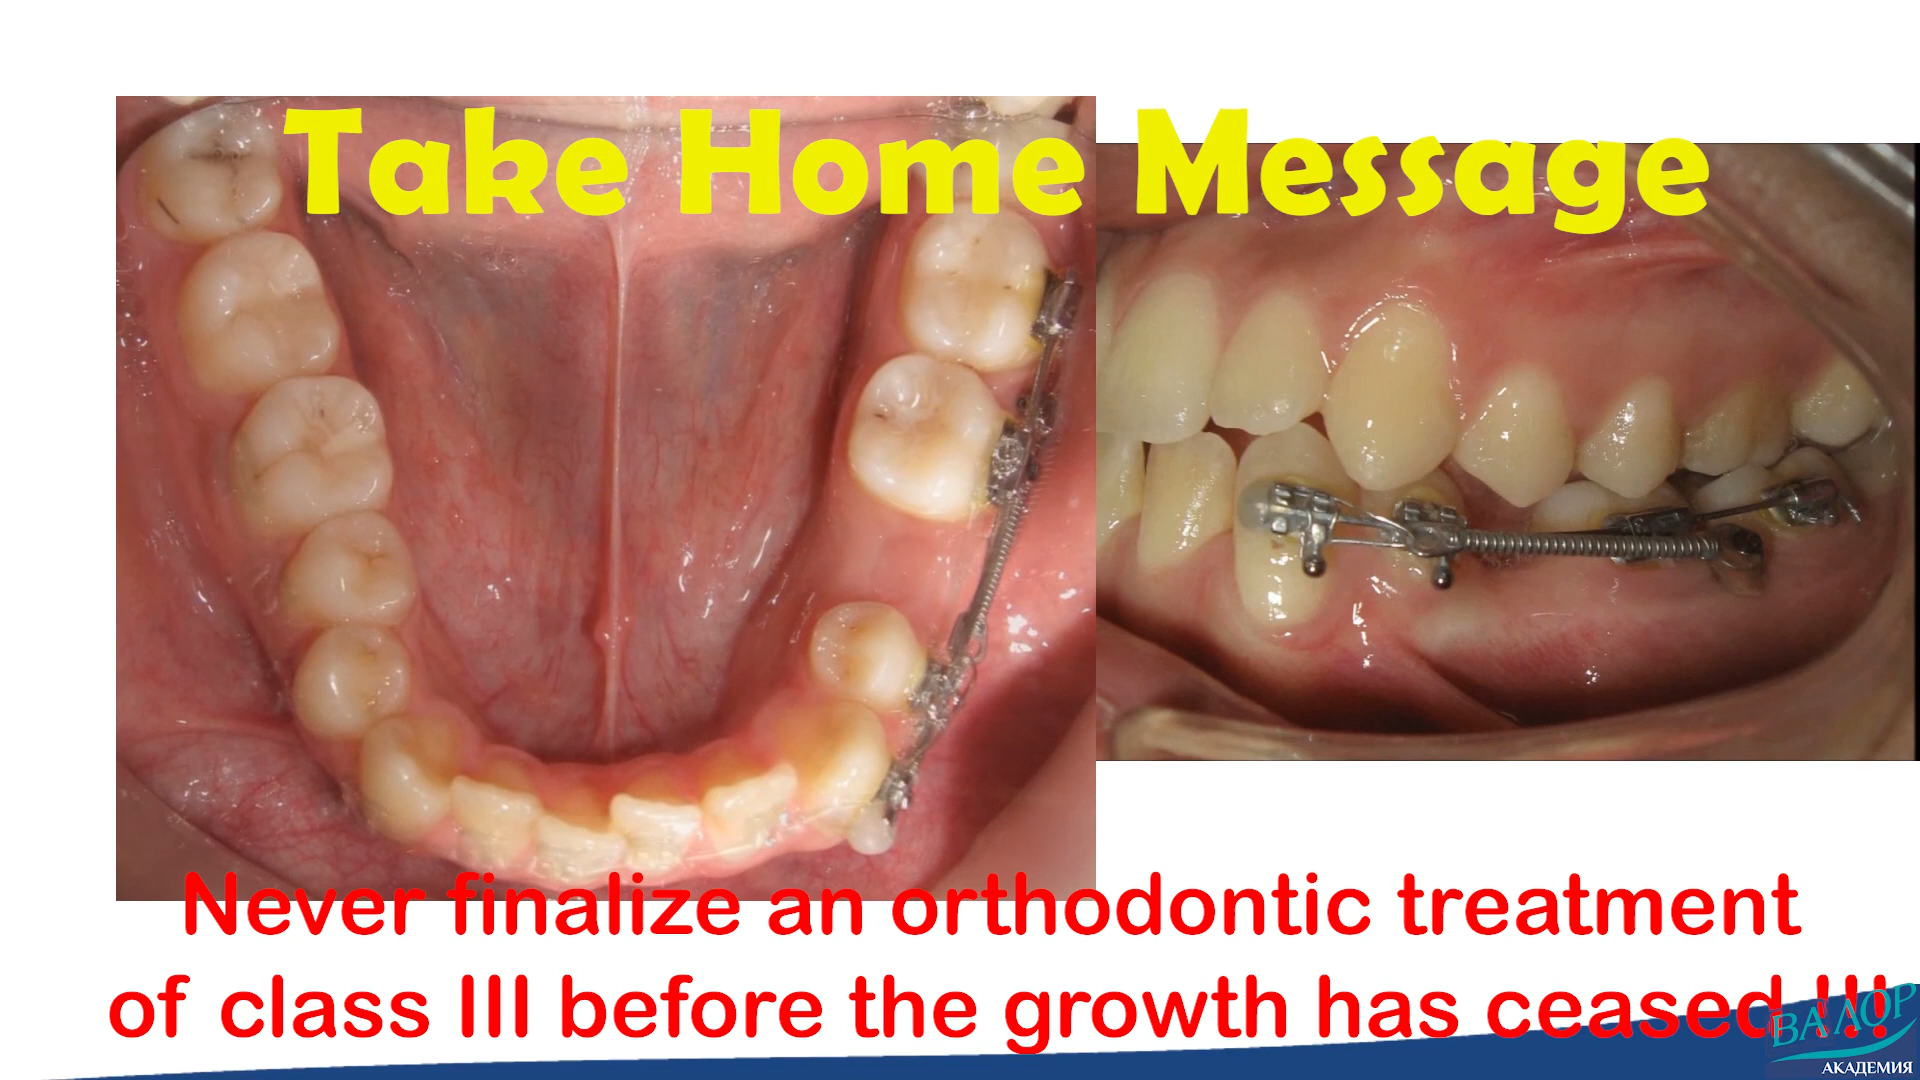 Take Home Message
Never finalize an orthodontic treatment
of class III before the growth has ceased !!!
ВАЛОР
АКАДЕМИЯ